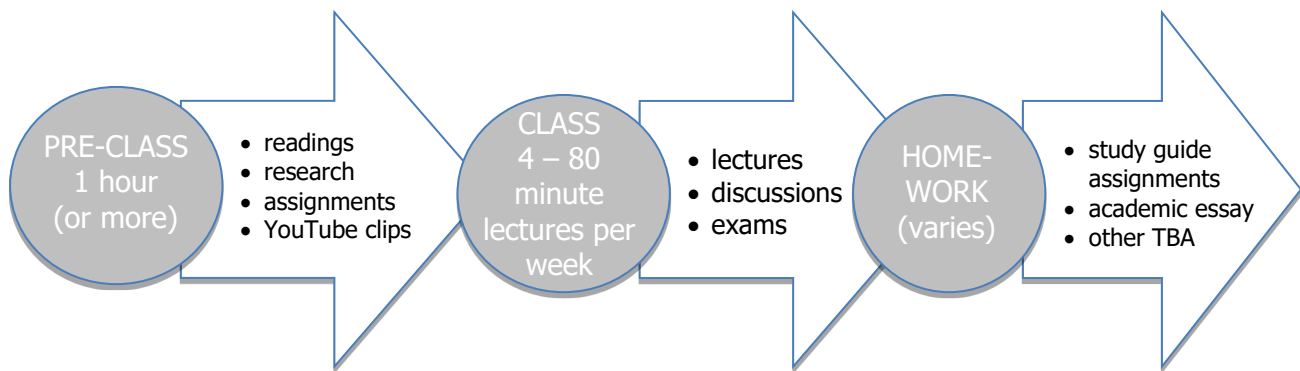 PRE-CLASS
1 hour
(or more)
• readings
• research
• assignments
• YouTube clips
CLASS
4 – 80
minute
lectures per
week
• lectures
• discussions
• exams
HOME-
WORK
(varies)
• study guide
assignments
• academic essay
• other TBA